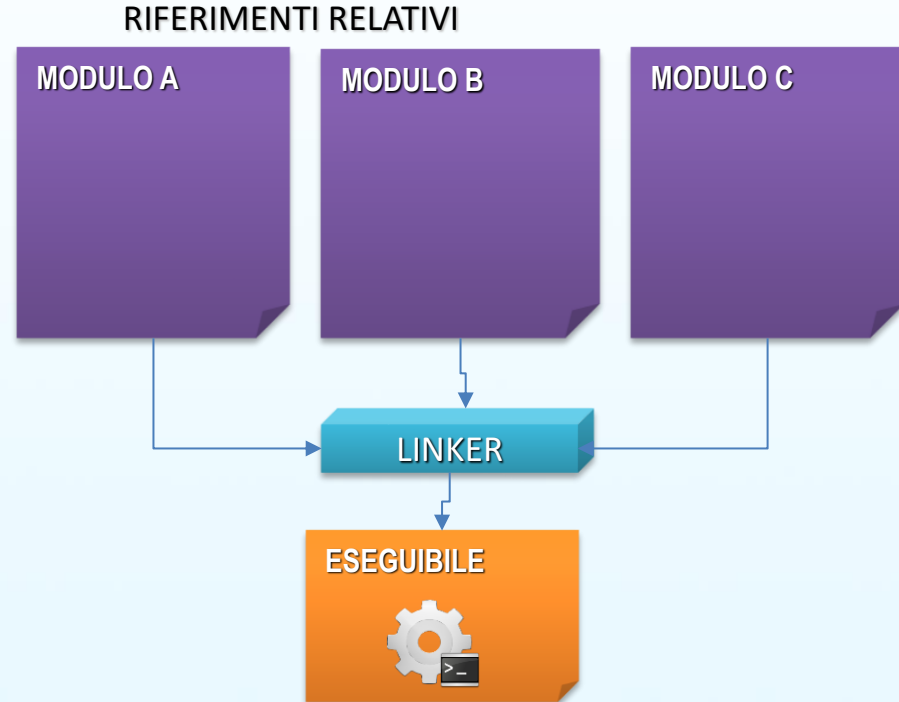 RIFERIMENTI RELATIVI
MODULO A
MODULO B
MODULO C
LINKER
ESEGUIBILE
>_